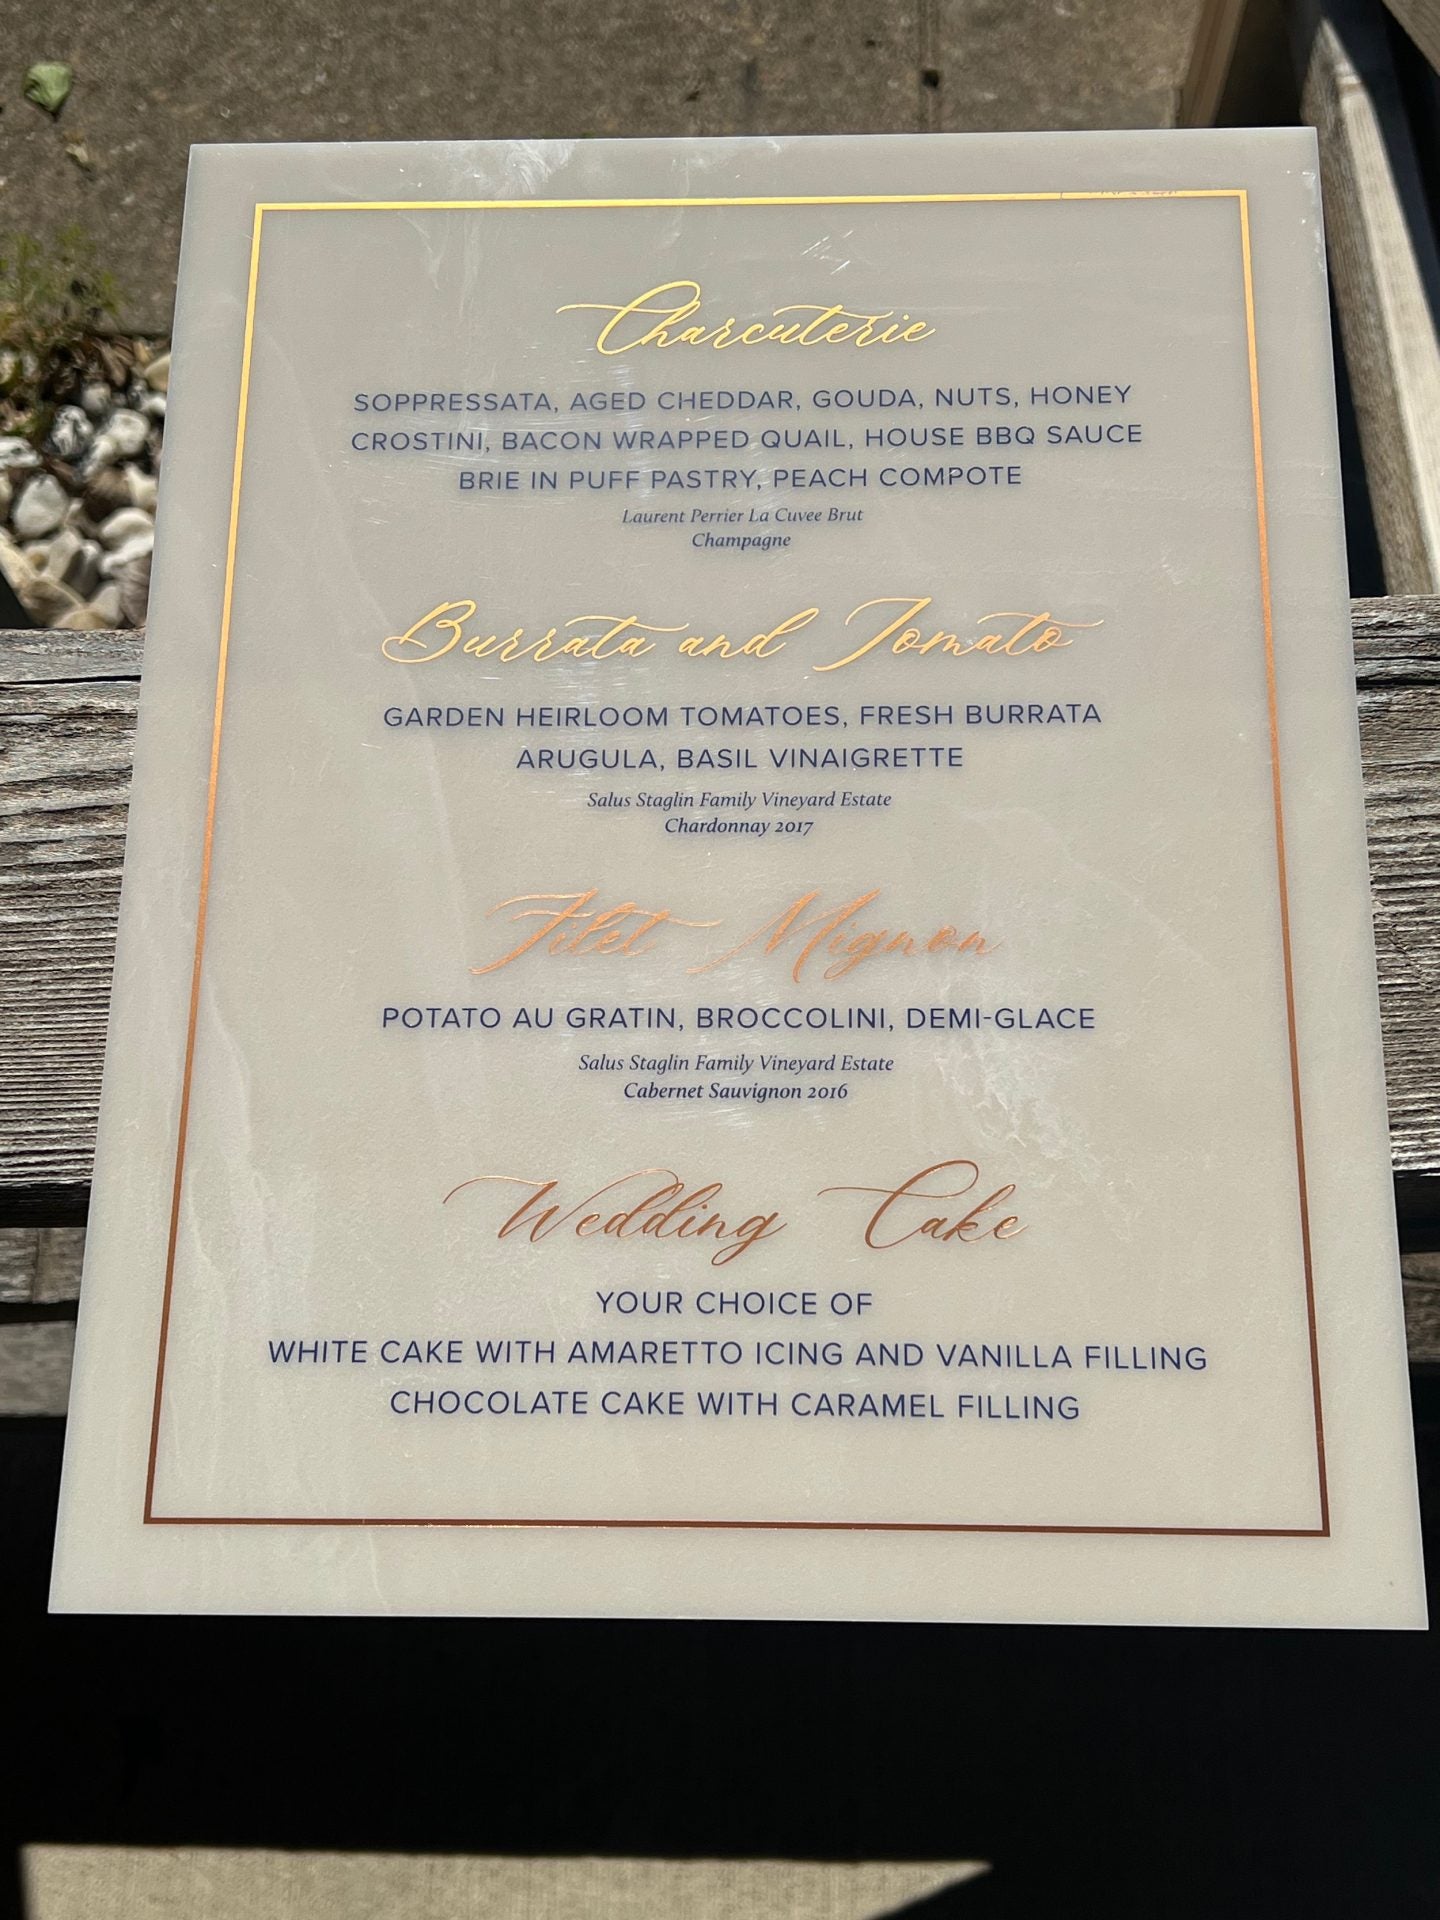 Charcuterie
SOPPRESSATA, AGED CHEDDAR, GOUDA, NUTS, HONEY
CROSTINI, BACON WRAPPED QUAIL, HOUSE BBQ SAUCE
BRIE IN PUFF PASTRY, PEACH COMPOTE
Laurent Perrier La Cuvee Brut
Champagne
Burrata and Tomato
GARDEN HEIRLOOM TOMATOES, FRESH BURRATA
ARUGULA, BASIL VINAIGRETTE
Salus Staglin Family Vineyard Estate
Chardonnay 2017
Filet Mignon
POTATO AU GRATIN, BROCCOLINI, DEMI-GLACE
Salus Staglin Family Vineyard Estate
Cabernet Sauvignon 2016
Wedding Cake
YOUR CHOICE OF
WHITE CAKE WITH AMARETTO ICING AND VANILLA FILLING
CHOCOLATE CAKE WITH CARAMEL FILLING